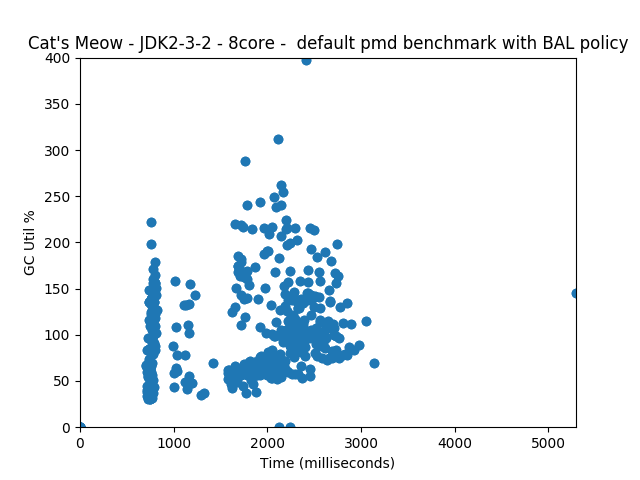 Cat's Meow - JDK2-3-2 - 8core -  default pmd benchmark with BAL policy
400
350
300
250
200
150
100
50
0
GC Util %
0 1000 2000 3000 4000 5000
Time (milliseconds)